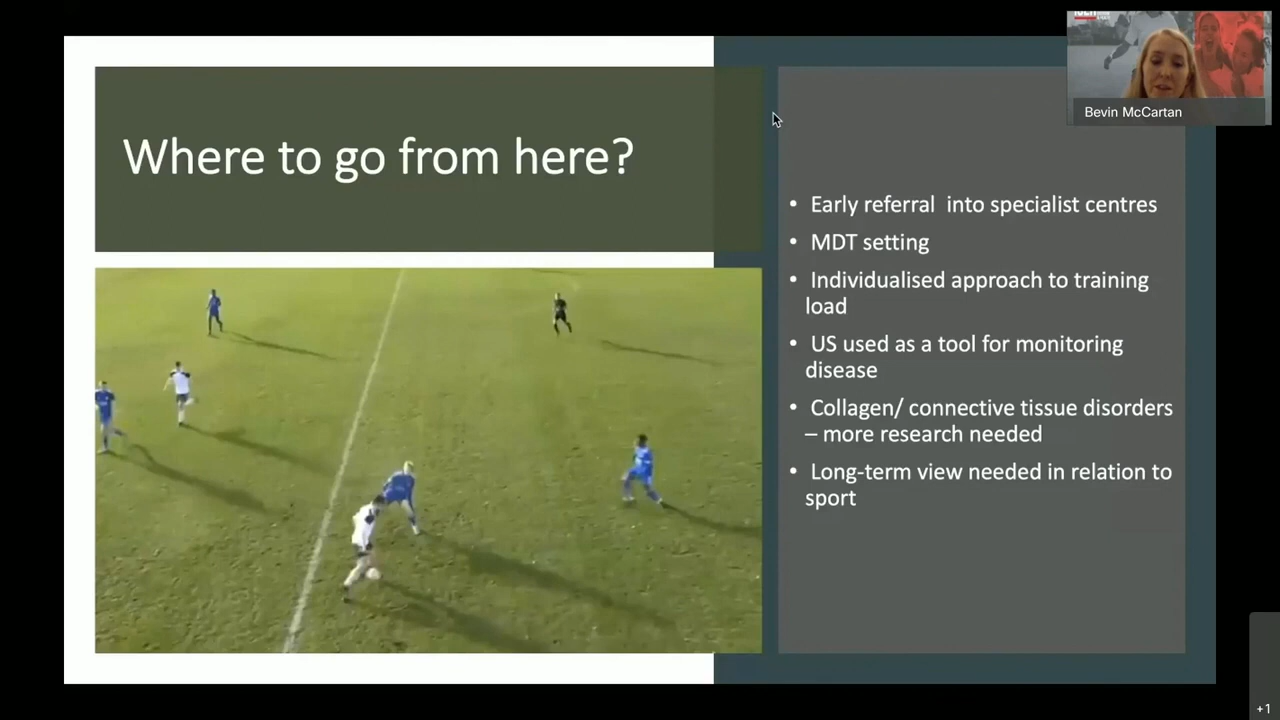 Bevin McCartan
Where to go from here?
• Early referral  into specialist centres
• MDT setting
• Individualised approach to training
load
• US used as a tool for monitoring
disease
• Collagen/ connective tissue disorders
– more research needed
• Long-term view needed in relation to
sport
+1